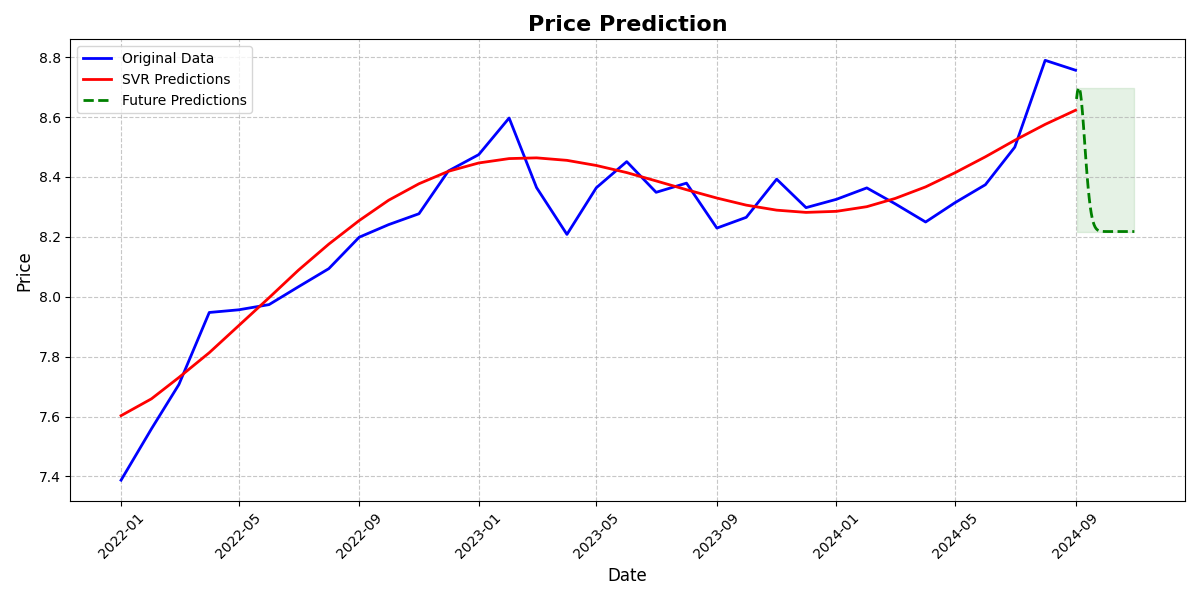 Price Prediction
Original Data
SVR Predictions
Future Predictions
Price
8.8
8.6
8.4
8.2
8.0
7.8
7.6
7.4
2022-01
2022-05
2022-09
2023-01
2023-05
2023-09
2024-01
2024-05
2024-09
Date